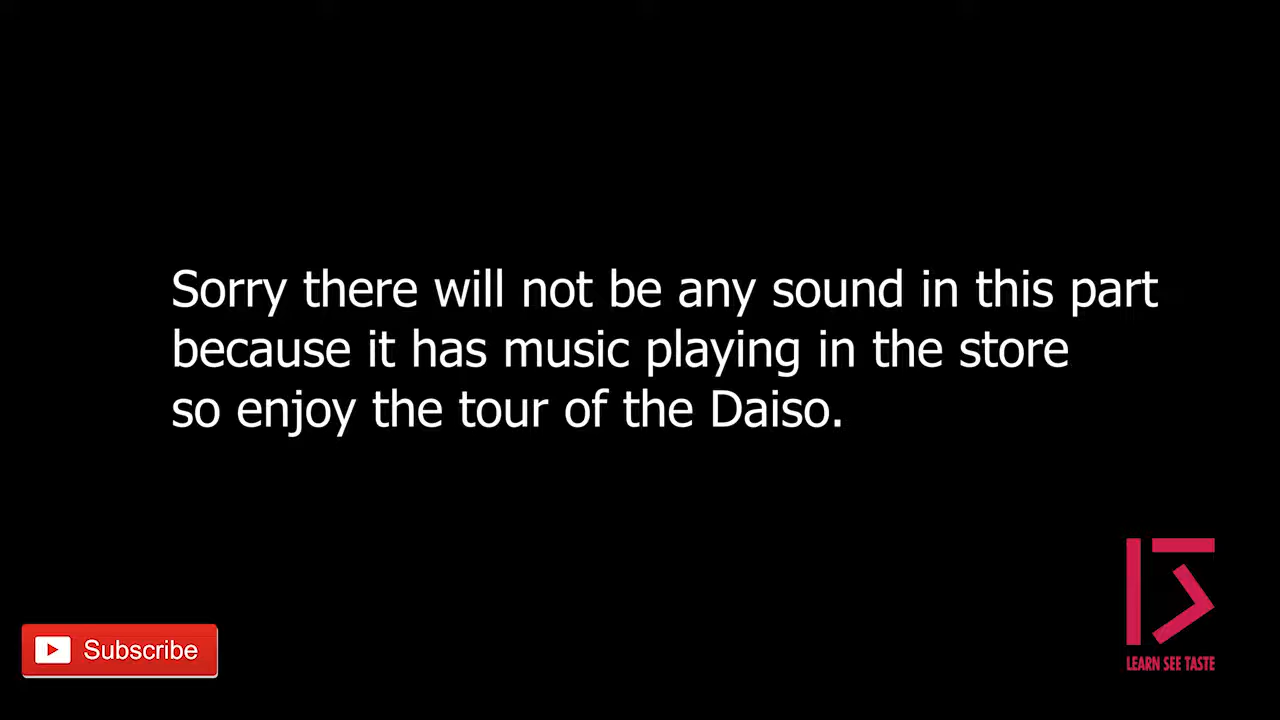 Sorry there will not be any sound in this part
because it has music playing in the store
so enjoy the tour of the Daiso.
Subscribe
LEARN SEE TASTE